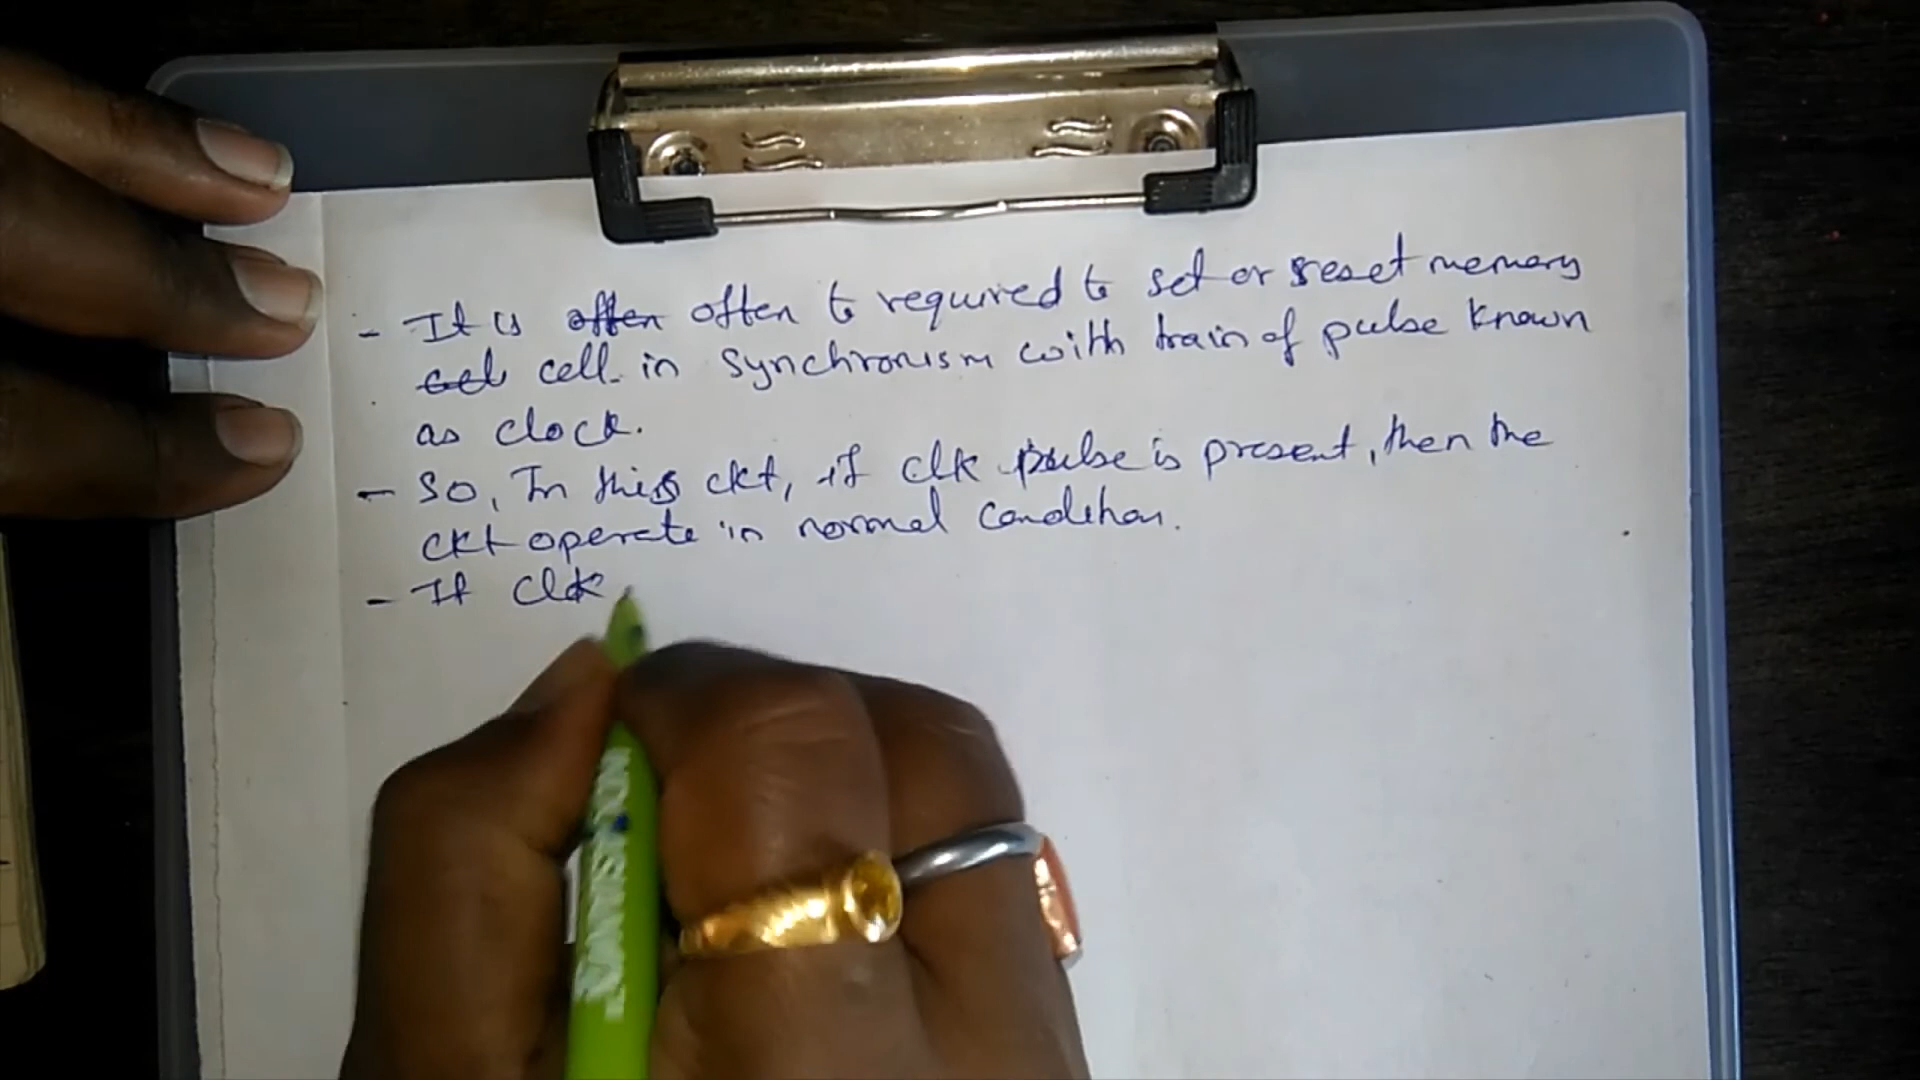 - It is often often to required to set or reset memory
cel cell in synchronism with train of pulse known
as clock.
- So, In this ckt, if clk pulse is present, then the
ckt operate in normal condition.
- If Clk